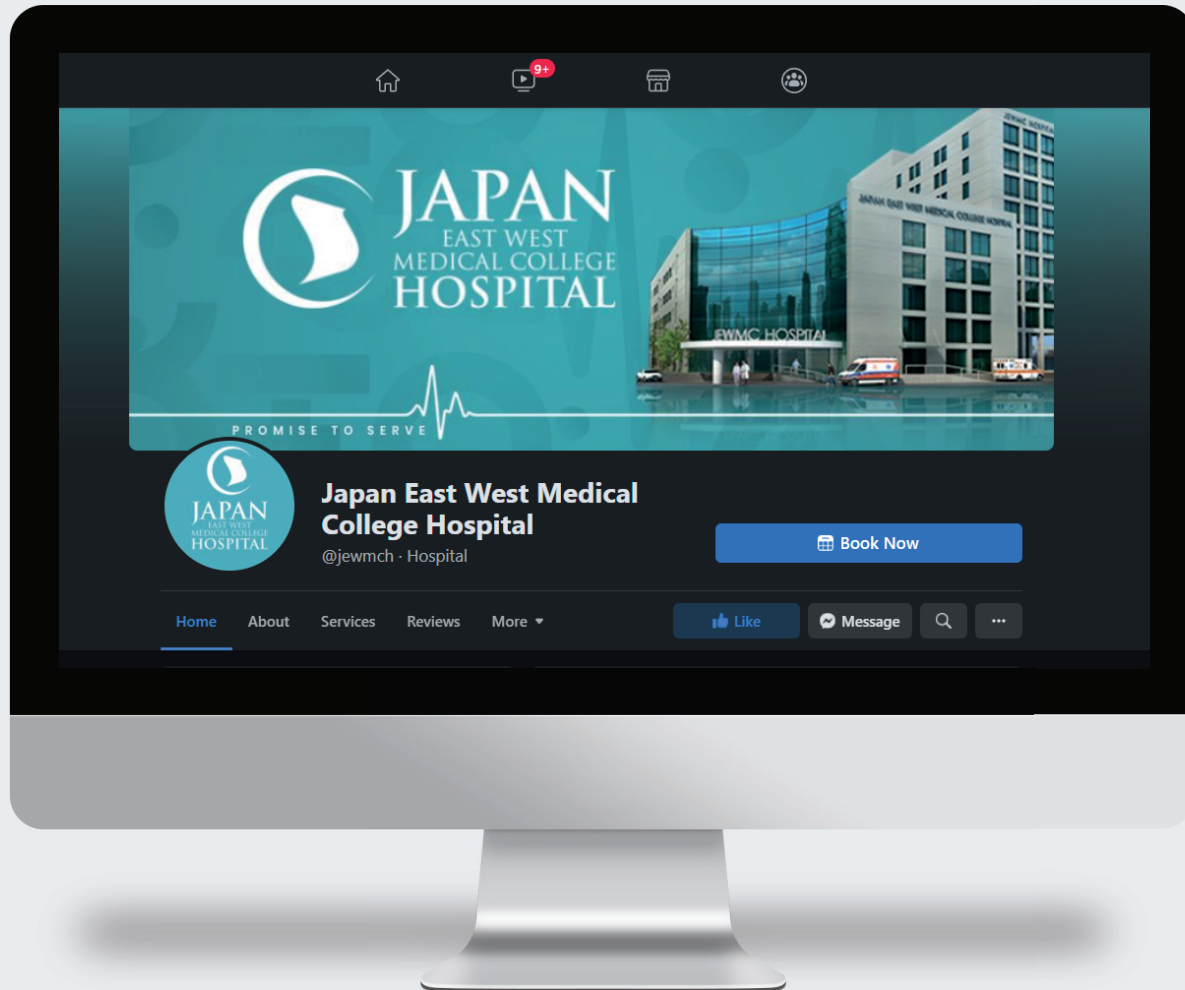 9+
JEWMC HOSPITAL
JAPAN EAST WEST MEDICAL COLLEGE HOSPITAL
JAPAN
EAST WEST
MEDICAL COLLEGE
HOSPITAL
JEWMC HOSPITAL
PROMISE TO SERVE
JAPAN
EAST WEST
MEDICAL COLLEGE
HOSPITAL
Japan East West Medical
College Hospital
@jewmch · Hospital
Book Now
Home About Services Reviews More
Like Message